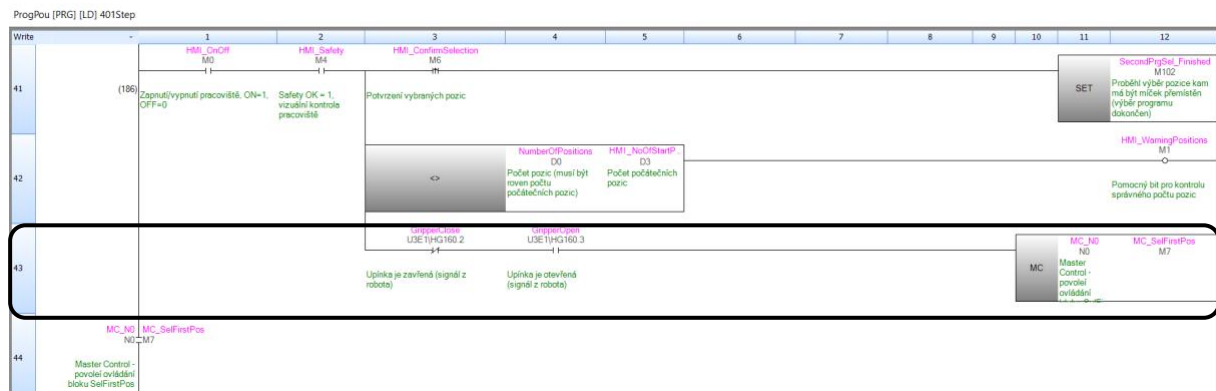 ProgPou [PRG] [LD] 401Step
Write - 1 2 3 4 5 6 7 8 9 10 11 12
41
(186)
HMI_OnOff
M0
Zapnutí/vypnutí pracoviště. ON=1,
OFF=0
HMI_Safety
M4
Safety OK = 1,
vizuální kontrola
pracoviště
HMI_ConfirmSelection
M6
Potvrzení vybraných pozic
SET
SecondPrgSel_Finished
M102
Proběhl výběr pozice kam
má být míček přemístěn
(výběr programu
dokončen)
42
<>
NumberOfPositions
D0
Počet pozic (musí být
roven počtu
počátečních pozic)
HMI_NoOfStartP...
D3
Počet počátečních
pozic
HMI_WarningPositions
M1
Pomocný bit pro kontrolu
správného počtu pozic
43
GripperClose
U3E1\HG160.2
Upínka je zavřená (signál z
robota)
GripperOpen
U3E1\HG160.3
Upínka je otevřená
(signál z robota)
MC
MC_N0
N0
Master
Control -
povolení
ovládání
MC_SelFirstPos
M7
44
MC_N0 MC_SelFirstPos
N0 M7
Master Control -
povolení ovládání
bloku SelFirstPos